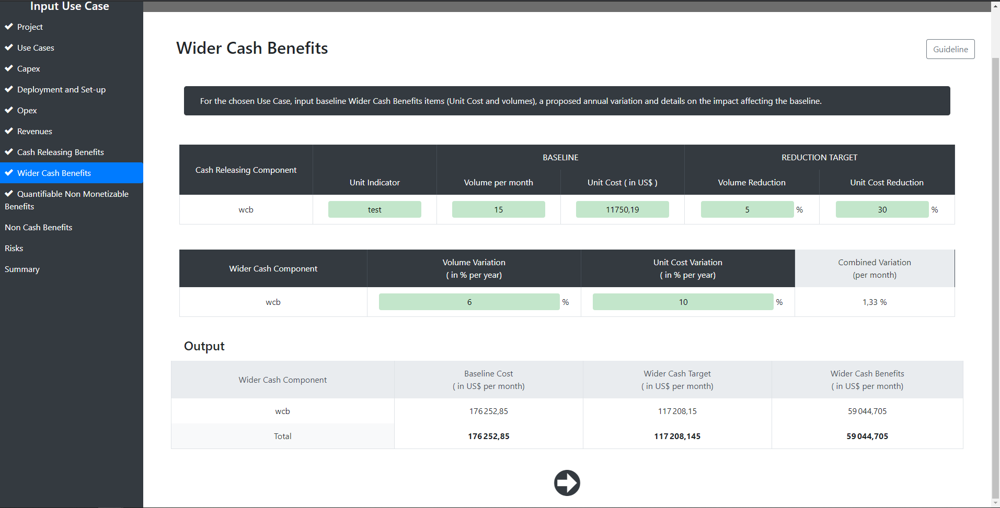 Input Use Case
Project
Use Cases
Capex
Deployment and Set-up
Opex
Revenues
Cash Releasing Benefits
Wider Cash Benefits
Quantifiable Non Monetizable
Benefits
Non Cash Benefits
Risks
Summary
Wider Cash Benefits
Guideline
For the chosen Use Case, input baseline Wider Cash Benefits items (Unit Cost and volumes), a proposed annual variation and details on the impact affecting the baseline.
BASELINE REDUCTION TARGET
Cash Releasing Component
Unit Indicator Volume per month Unit Cost ( in US$ ) Volume Reduction Unit Cost Reduction
wcb test 15 11750,19 5 % 30 %
Wider Cash Component
Volume Variation
( in % per year)
Unit Cost Variation
( in % per year)
Combined Variation
(per month)
wcb 6 % 10 % 1,33 %
Output
Wider Cash Component
Baseline Cost
( in US$ per month)
Wider Cash Target
( in US$ per month)
Wider Cash Benefits
( in US$ per month)
wcb 176 252,85 117 208,15 59 044,705
Total 176 252,85 117 208,145 59 044,705